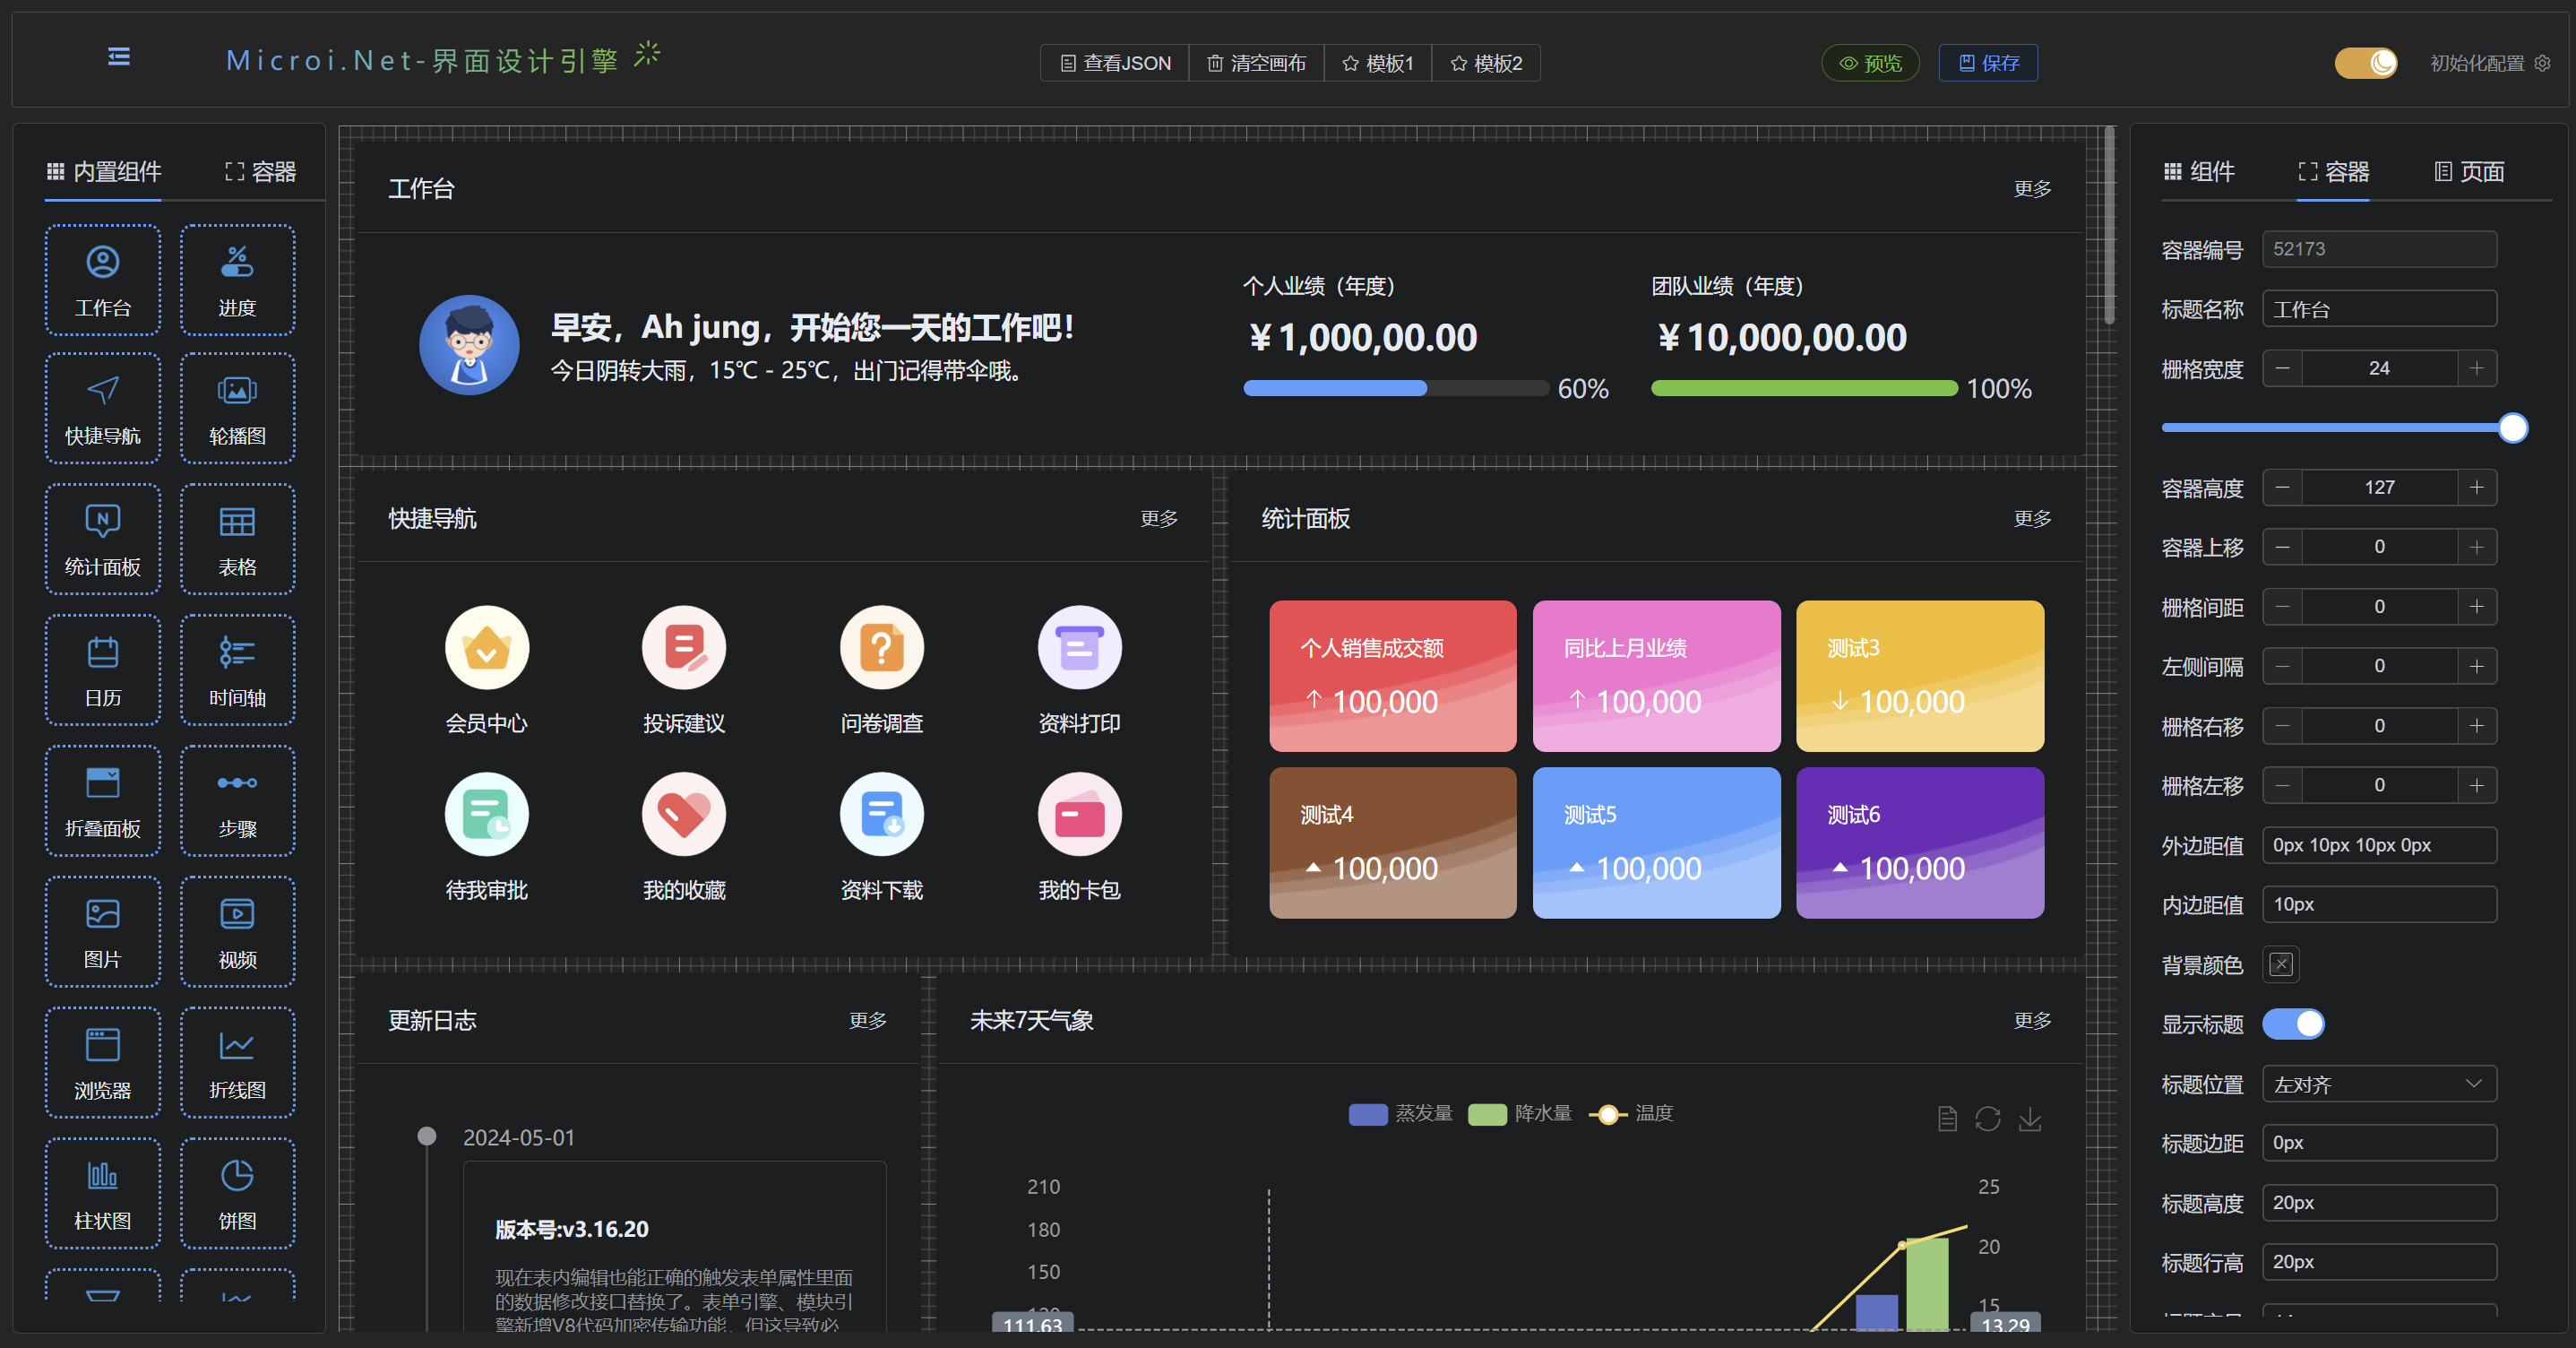 Microi.Net-界面设计引擎
查看JSON 清空画布 模板1 模板2
预览 保存
初始化配置
内置组件 容器
工作台 进度
快捷导航 轮播图
统计面板 表格
日历 时间轴
折叠面板 步骤
图片 视频
浏览器 折线图
柱状图 饼图
工作台 更多
早安，Ah jung，开始您一天的工作吧！
今日阴转大雨，15℃ - 25℃，出门记得带伞哦。
个人业绩（年度）
¥1,000,00.00
60%
团队业绩（年度）
¥10,000,00.00
100%
快捷导航 更多
会员中心 投诉建议 问卷调查 资料打印
待我审批 我的收藏 资料下载 我的卡包
统计面板 更多
个人销售成交额
100,000
同比上月业绩
100,000
测试3
100,000
测试4
100,000
测试5
100,000
测试6
100,000
更新日志 更多
2024-05-01
版本号:v3.16.20
现在表内编辑也能正确的触发表单属性里面
的数据修改接口替换了。表单引擎、模块引
擎新增V8代码加密传输功能，但这导致必
未来7天气象 更多
蒸发量 降水量 温度
210
180
150
111.63
25
20
15
13.29
组件 容器 页面
容器编号 52173
标题名称 工作台
栅格宽度 24
容器高度 127
容器上移 0
栅格间距 0
左侧间隔 0
栅格右移 0
栅格左移 0
外边距值 0px 10px 10px 0px
内边距值 10px
背景颜色
显示标题
标题位置 左对齐
标题边距 0px
标题高度 20px
标题行高 20px